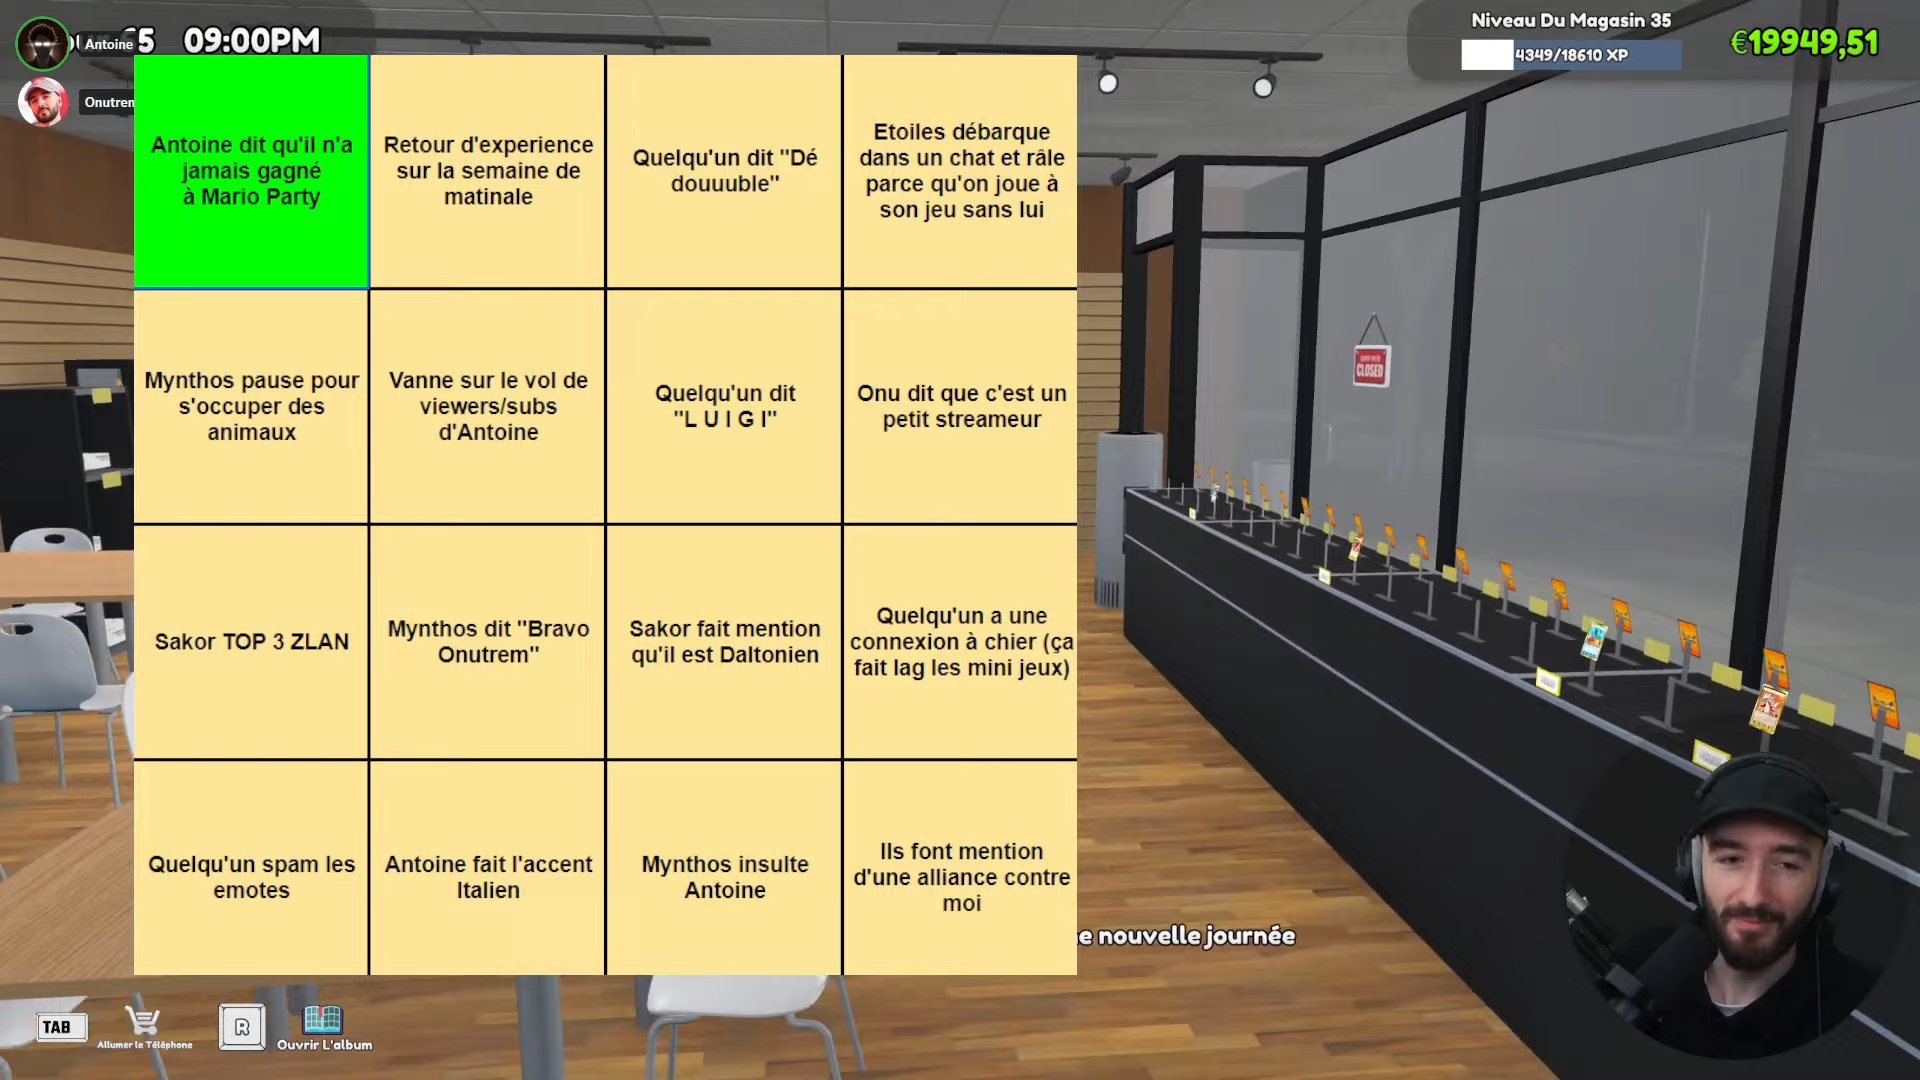 Antoine
5 09:00PM
Onutrem
Niveau Du Magasin 35
4349/18610 XP
€19949,51
Antoine dit qu'il n'a
jamais gagné
à Mario Party
Retour d'experience
sur la semaine de
matinale
Quelqu'un dit "Dé
douuuble"
Etoiles débarque
dans un chat et râle
parce qu'on joue à
son jeu sans lui
Mynthos pause pour
s'occuper des
animaux
Vanne sur le vol de
viewers/subs
d'Antoine
Quelqu'un dit
"L U I G I"
Onu dit que c'est un
petit streameur
CLOSED
Sakor TOP 3 ZLAN
Mynthos dit "Bravo
Onutrem"
Sakor fait mention
qu'il est Daltonien
Quelqu'un a une
connexion à chier (ça
fait lag les mini jeux)
Quelqu'un spam les
emotes
Antoine fait l'accent
Italien
Mynthos insulte
Antoine
Ils font mention
d'une alliance contre
moi
e nouvelle journée
TAB
Allumer le Téléphone
R
Ouvrir L'album